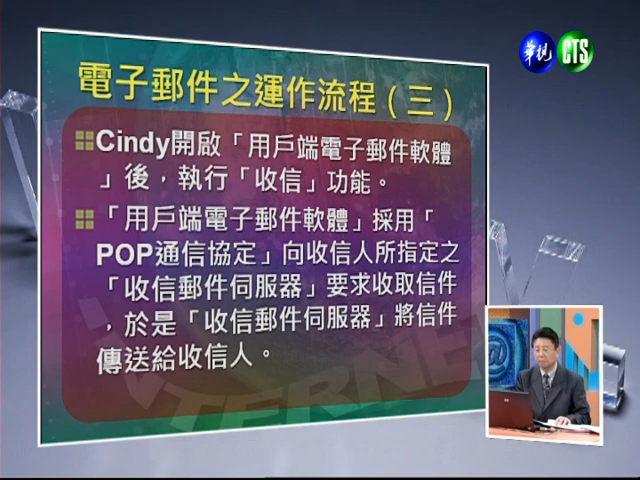 華視 CTS
電子郵件之運作流程（三）
Cindy開啟「用戶端電子郵件軟體
」後，執行「收信」功能。
「用戶端電子郵件軟體」採用「
POP通信協定」向收信人所指定之
「收信郵件伺服器」要求收取信件
，於是「收信郵件伺服器」將信件
傳送給收信人。
TERNE
@